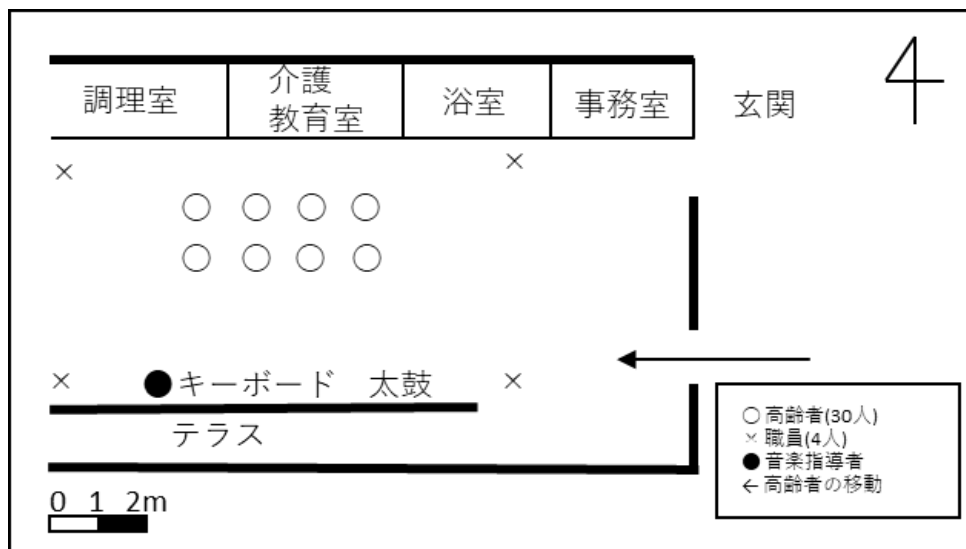 調理室
介護
教育室
浴室
事務室
玄関
●キーボード　太鼓
テラス
0 1 2m
○高齢者(30人)
×職員(4人)
●音楽指導者
←高齢者の移動